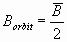 B_orbit = B̅/2